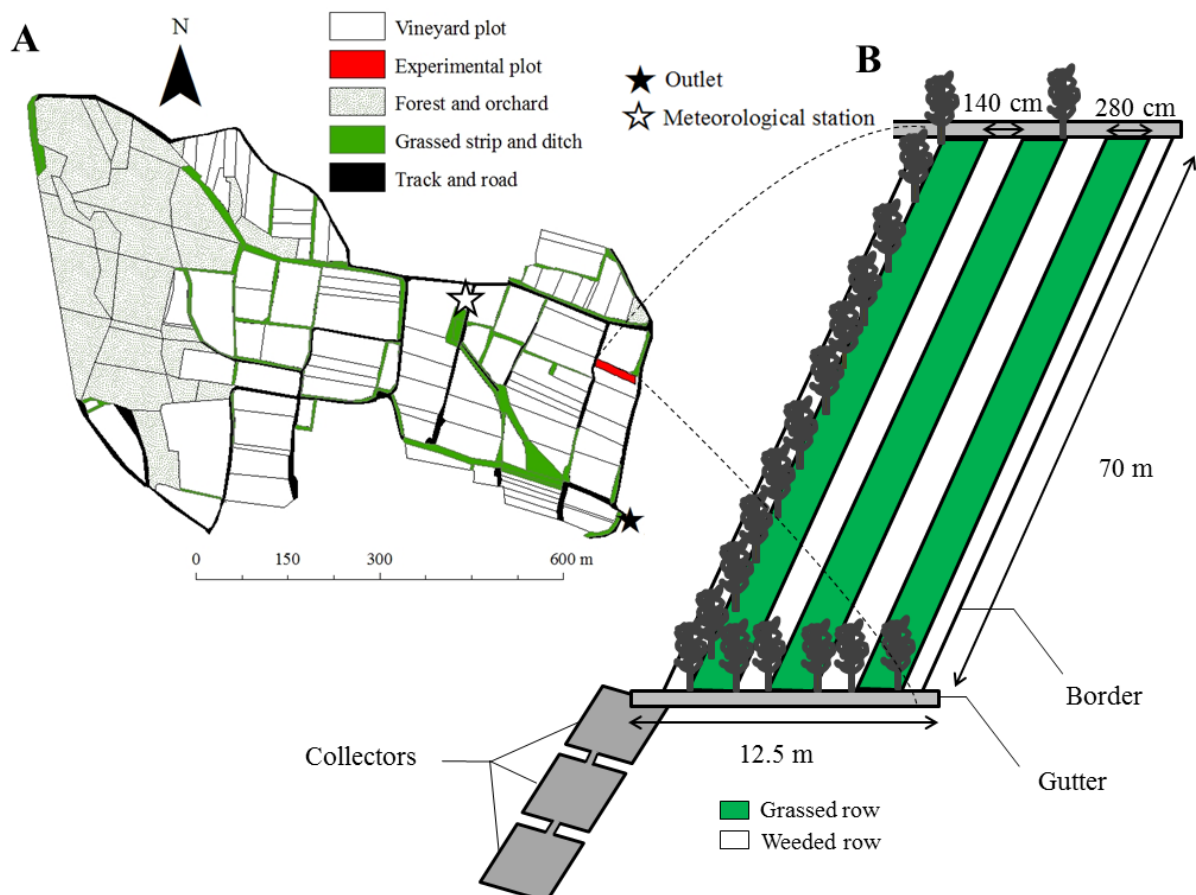 A
N
Vineyard plot
Experimental plot
Forest and orchard
Grassed strip and ditch
Track and road
Outlet
Meteorological station
B
140 cm
280 cm
70 m
0 150 300 600 m
Border
Collectors
12.5 m
Gutter
Grassed row
Weeded row